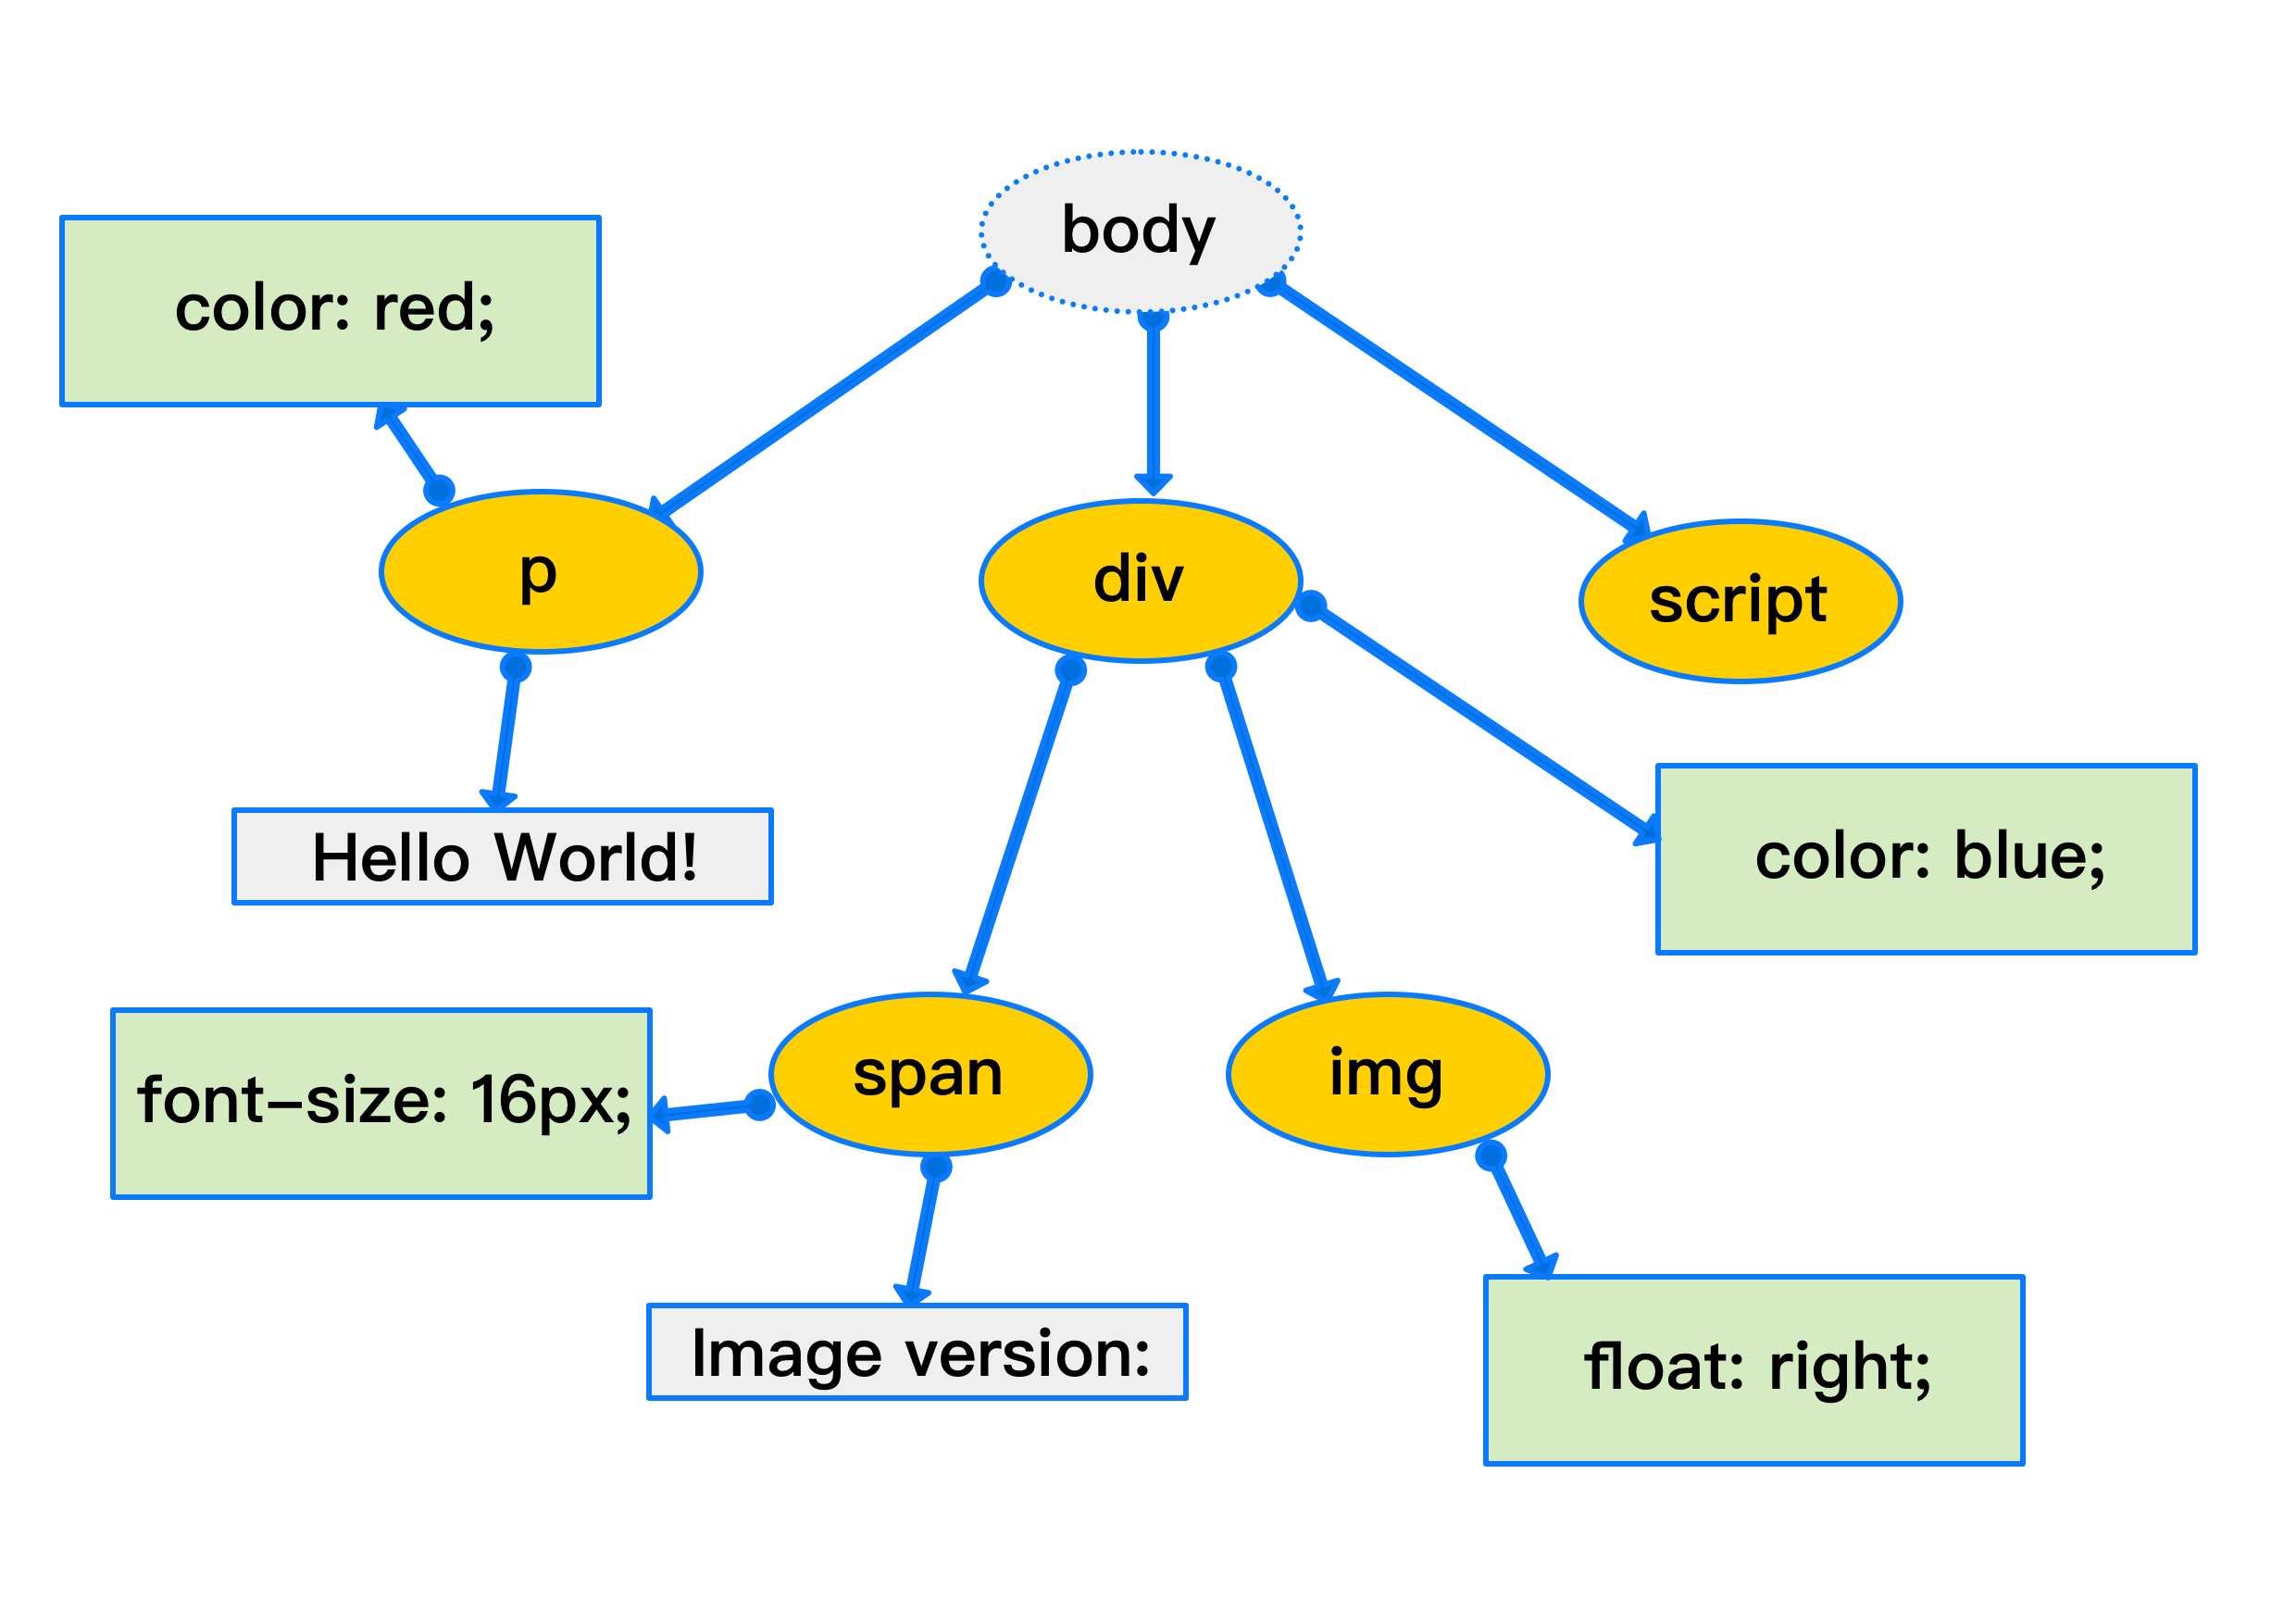 body
color: red;
p
div
script
Hello World!
color: blue;
span
img
font-size: 16px;
Image version:
float: right;